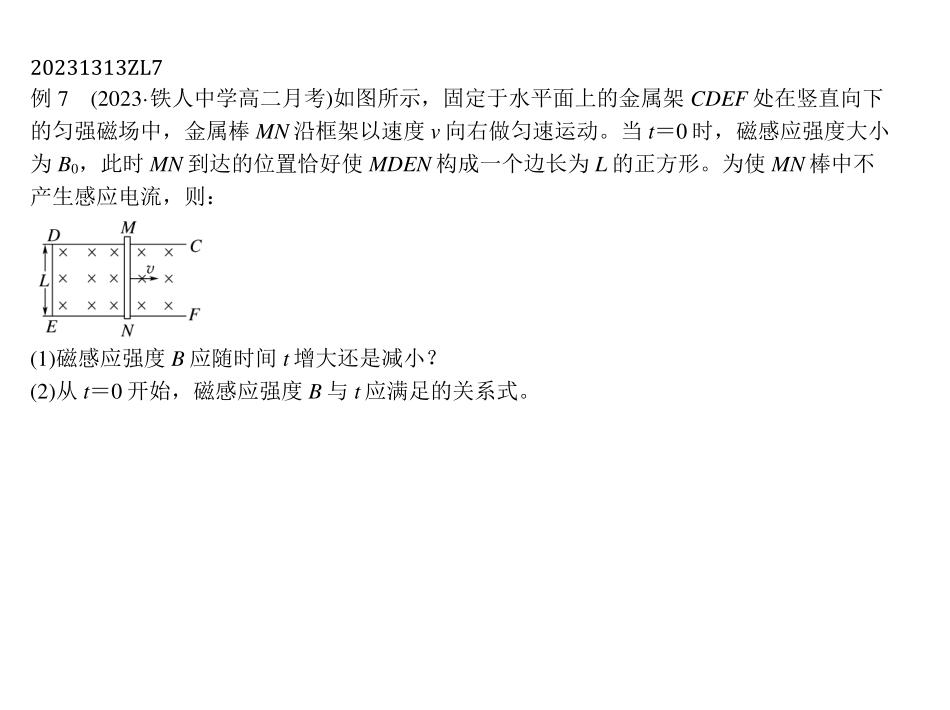 20231313ZL7
例 7 (2023·铁人中学高二月考)如图所示，固定于水平面上的金属架 CDEF 处在竖直向下
的匀强磁场中，金属棒 MN 沿框架以速度 v 向右做匀速运动。当 t＝0 时，磁感应强度大小
为 B₀，此时 MN 到达的位置恰好使 MDEN 构成一个边长为 L 的正方形。为使 MN 棒中不
产生感应电流，则：
M
D
C
v
L
F
E
N
(1)磁感应强度 B 应随时间 t 增大还是减小？
(2)从 t＝0 开始，磁感应强度 B 与 t 应满足的关系式。